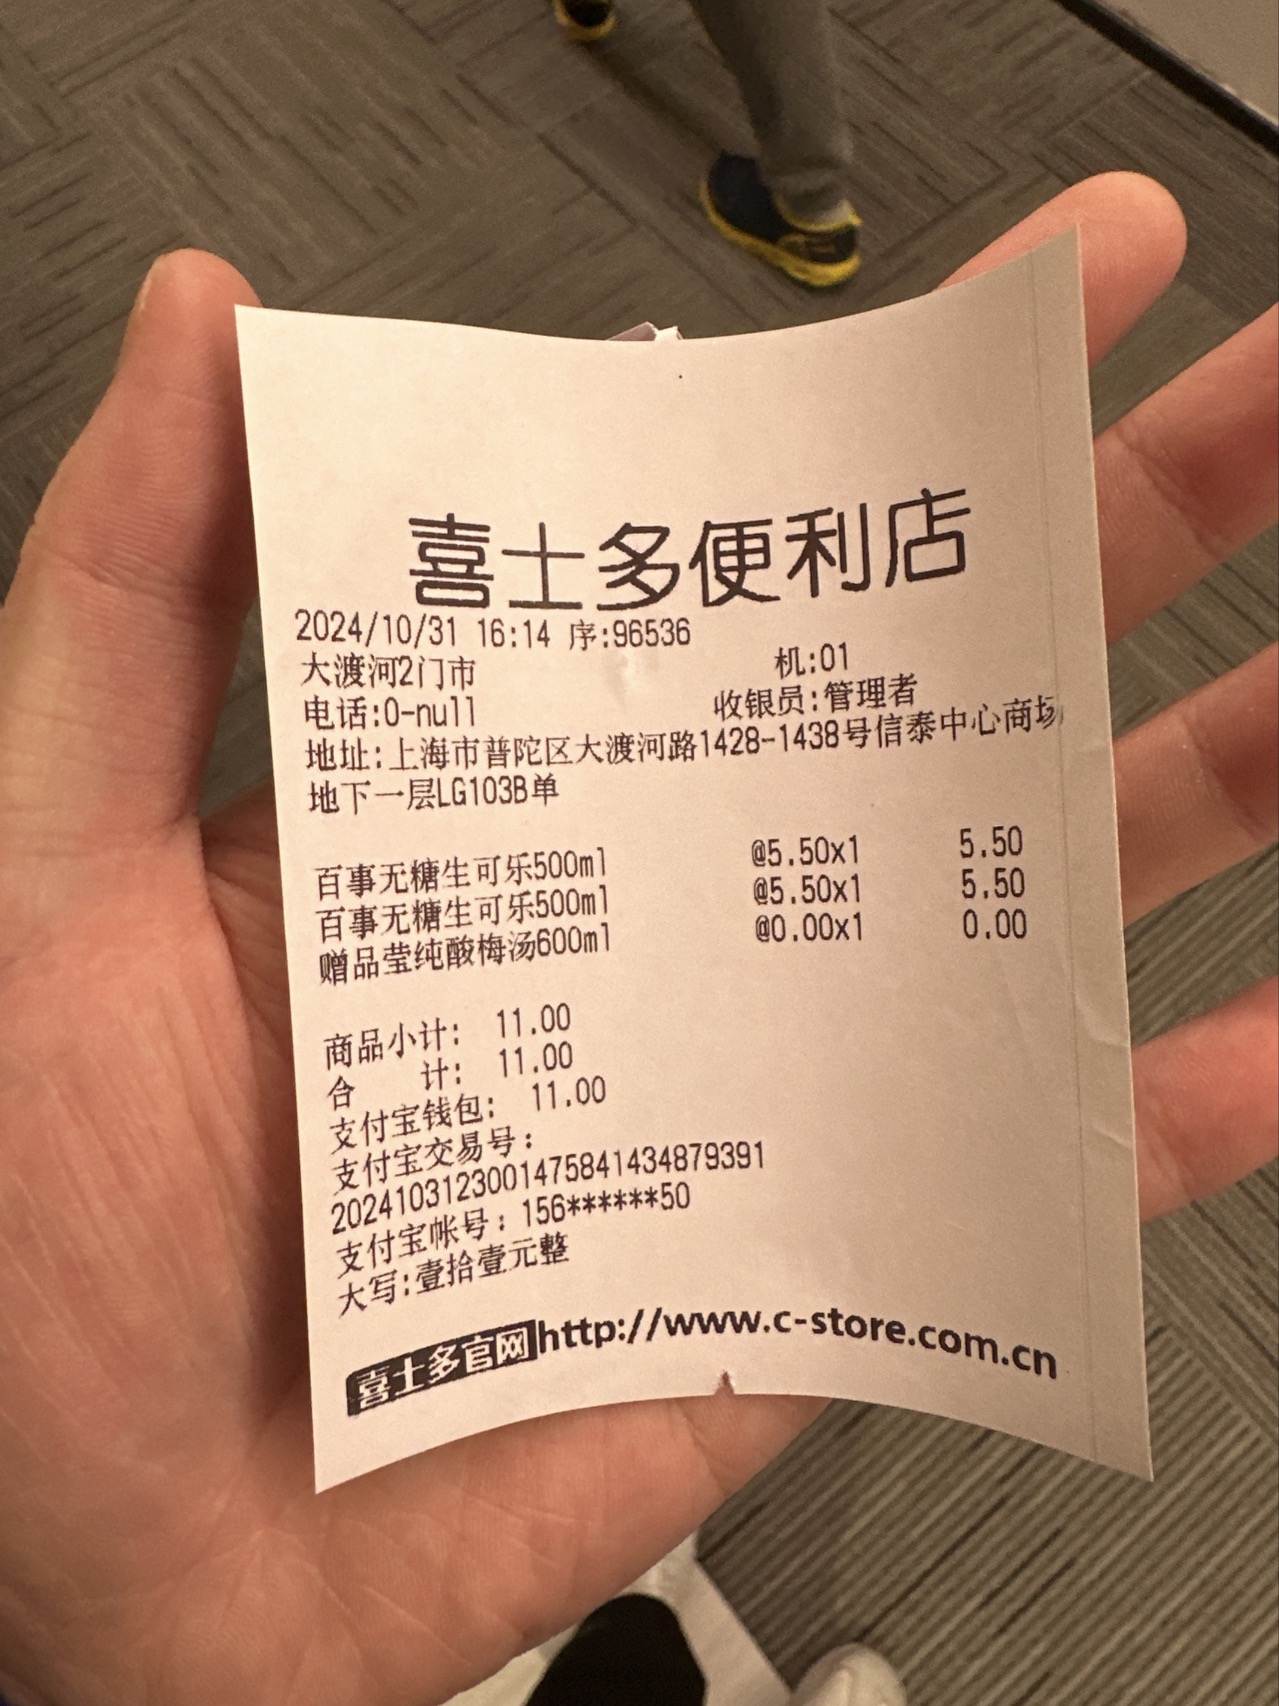 喜士多便利店
2024/10/31 16:14 序:96536
大渡河2门市 机:01
电话:0-null 收银员:管理者
地址:上海市普陀区大渡河路1428-1438号信泰中心商场
地下一层LG103B单
百事无糖生可乐500ml @5.50x1 5.50
百事无糖生可乐500ml @5.50x1 5.50
赠品莹纯酸梅汤600ml @0.00x1 0.00
商品小计: 11.00
合 计: 11.00
支付宝钱包: 11.00
支付宝交易号:
2024103123001475841434879391
支付宝帐号:156******50
大写:壹拾壹元整
喜士多官网http://www.c-store.com.cn